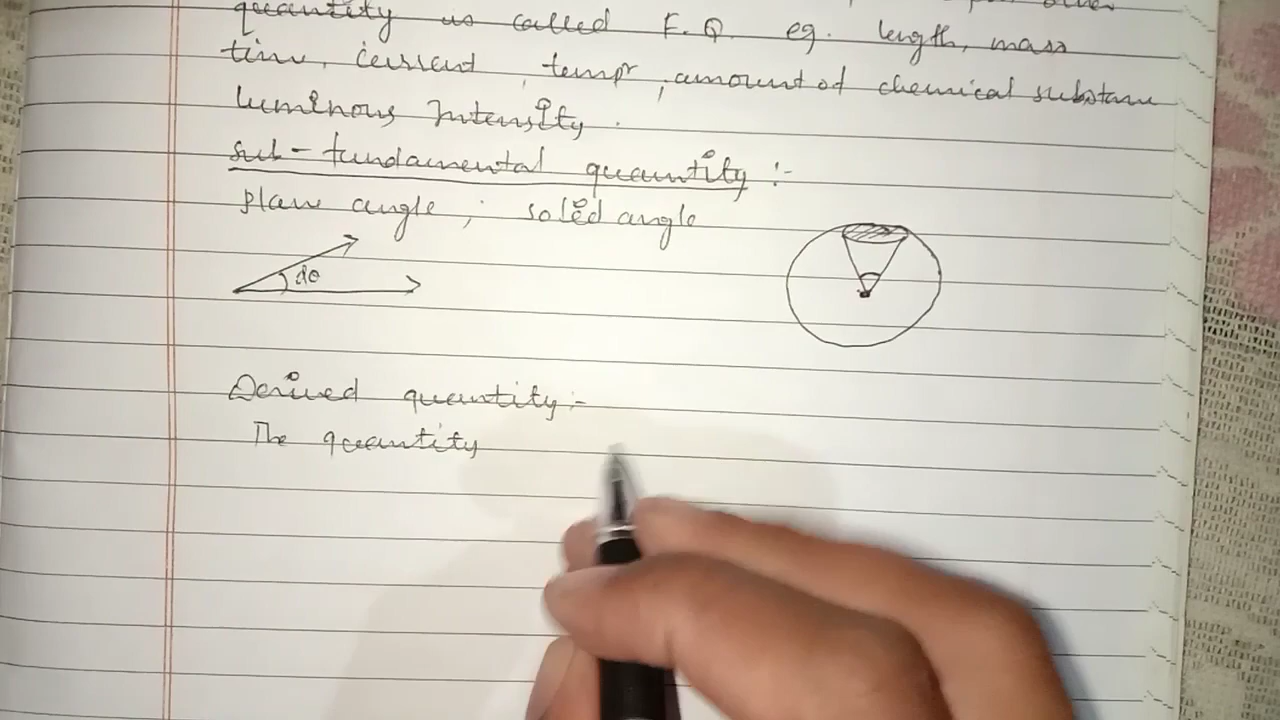 other
quantity is called F.Q. eg. length, mass
time, current, tempr, amount of chemical substance
luminous Intensity.
sub-fundamental quantity :-
plane angle ; solid angle
dθ
Derived quantity :-
The quantity